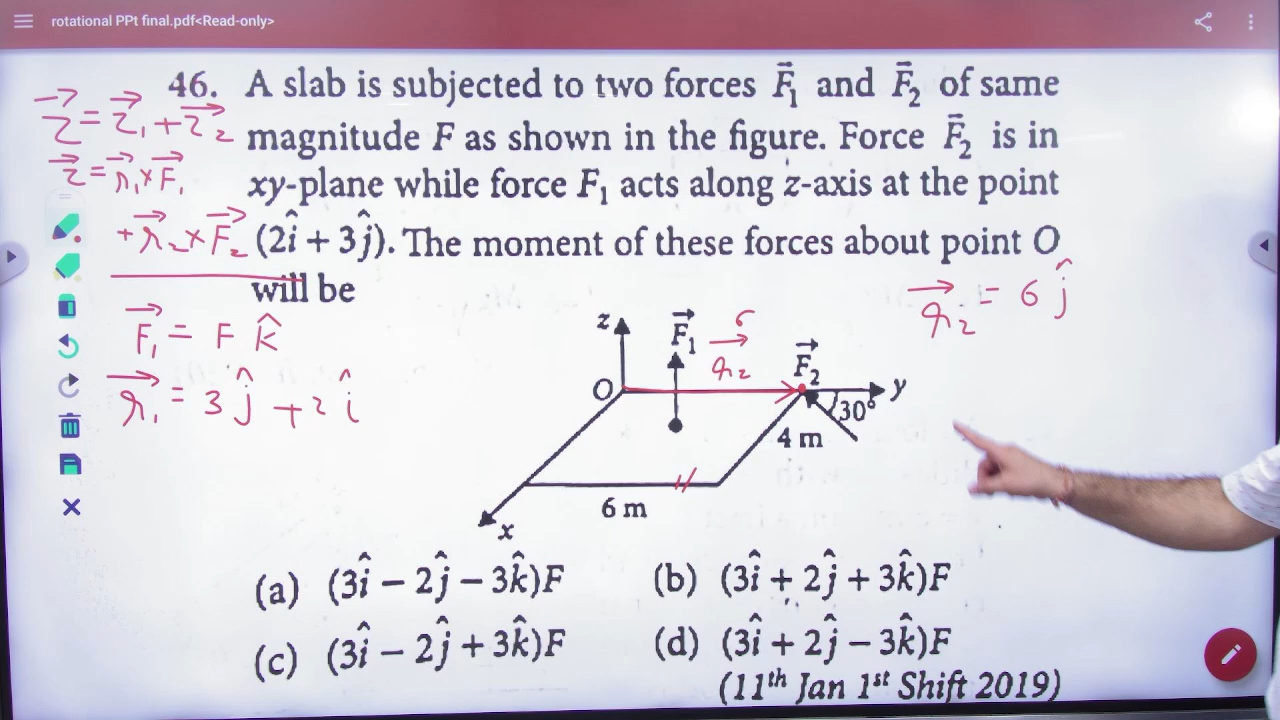 rotational PPt final.pdf<Read-only>
46. A slab is subjected to two forces F⃗₁ and F⃗₂ of same
magnitude F as shown in the figure. Force F⃗₂ is in
xy-plane while force F₁ acts along z-axis at the point
(2î + 3ĵ). The moment of these forces about point O
will be
τ⃗ = τ⃗₁ + τ⃗₂
τ⃗ = r⃗₁ × F⃗₁
+ r⃗₂ × F⃗₂
F⃗₁ = F k̂
r⃗₁ = 3ĵ + 2î
r⃗₂ = 6ĵ
z
F⃗₁
r⃗₂
F⃗₂
O
y
30°
4 m
6 m
x
(a) (3î − 2ĵ − 3k̂)F (b) (3î + 2ĵ + 3k̂)F
(c) (3î − 2ĵ + 3k̂)F (d) (3î + 2ĵ − 3k̂)F
(11th Jan 1st Shift 2019)